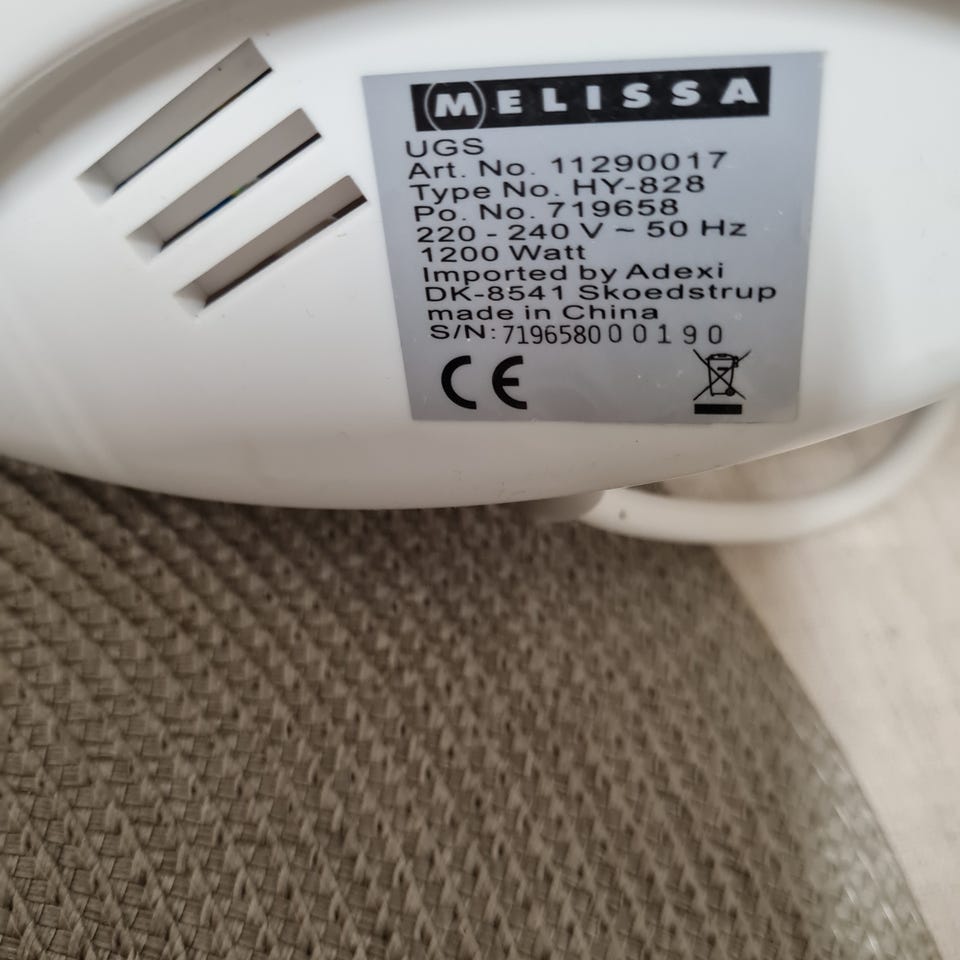 MELISSA
UGS
Art. No. 11290017
Type No. HY-828
Po. No. 719658
220 - 240 V ~ 50 Hz
1200 Watt
Imported by Adexi
DK-8541 Skoedstrup
made in China
S/N: 719658000190
CE